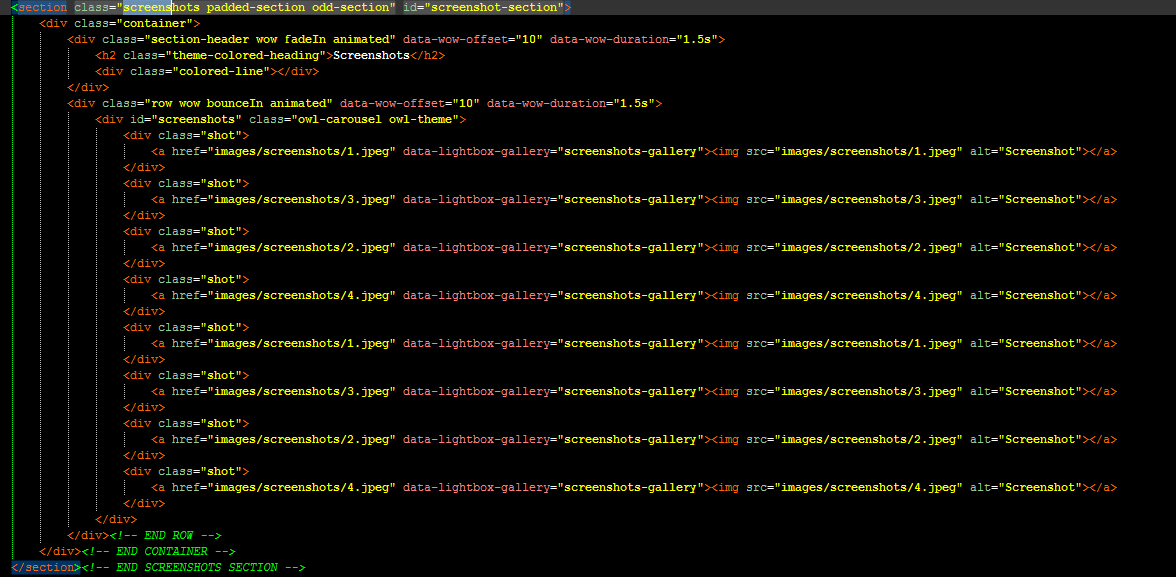 <section class="screenshots padded-section odd-section" id="screenshot-section">
<div class="container">
<div class="section-header wow fadeIn animated" data-wow-offset="10" data-wow-duration="1.5s">
<h2 class="theme-colored-heading">Screenshots</h2>
<div class="colored-line"></div>
</div>
<div class="row wow bounceIn animated" data-wow-offset="10" data-wow-duration="1.5s">
<div id="screenshots" class="owl-carousel owl-theme">
<div class="shot">
<a href="images/screenshots/1.jpeg" data-lightbox-gallery="screenshots-gallery"><img src="images/screenshots/1.jpeg" alt="Screenshot"></a>
</div>
<div class="shot">
<a href="images/screenshots/3.jpeg" data-lightbox-gallery="screenshots-gallery"><img src="images/screenshots/3.jpeg" alt="Screenshot"></a>
</div>
<div class="shot">
<a href="images/screenshots/2.jpeg" data-lightbox-gallery="screenshots-gallery"><img src="images/screenshots/2.jpeg" alt="Screenshot"></a>
</div>
<div class="shot">
<a href="images/screenshots/4.jpeg" data-lightbox-gallery="screenshots-gallery"><img src="images/screenshots/4.jpeg" alt="Screenshot"></a>
</div>
<div class="shot">
<a href="images/screenshots/1.jpeg" data-lightbox-gallery="screenshots-gallery"><img src="images/screenshots/1.jpeg" alt="Screenshot"></a>
</div>
<div class="shot">
<a href="images/screenshots/3.jpeg" data-lightbox-gallery="screenshots-gallery"><img src="images/screenshots/3.jpeg" alt="Screenshot"></a>
</div>
<div class="shot">
<a href="images/screenshots/2.jpeg" data-lightbox-gallery="screenshots-gallery"><img src="images/screenshots/2.jpeg" alt="Screenshot"></a>
</div>
<div class="shot">
<a href="images/screenshots/4.jpeg" data-lightbox-gallery="screenshots-gallery"><img src="images/screenshots/4.jpeg" alt="Screenshot"></a>
</div>
</div>
</div><!-- END ROW -->
</div><!-- END CONTAINER -->
</section><!-- END SCREENSHOTS SECTION -->